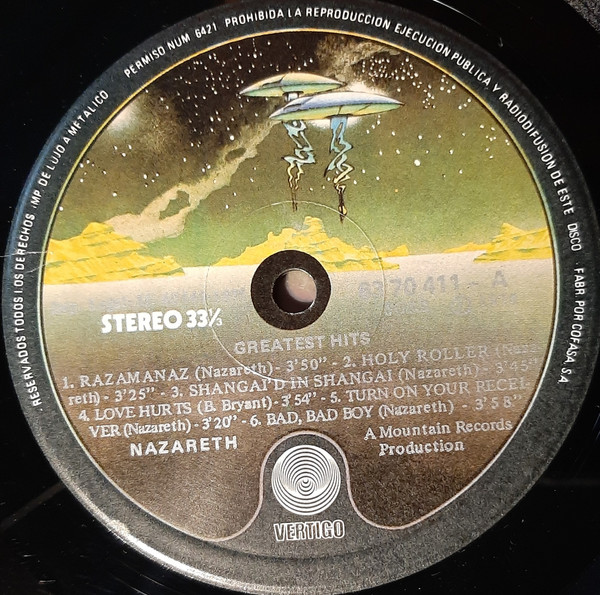 RESERVADOS TODOS LOS DERECHOS IMP. DE LUJO A METALICO PERMISO NUM 6421 PROHIBIDA LA REPRODUCCION EJECUCION PUBLICA Y RADIODIFUSION DE ESTE DISCO · FABR. POR COFASA, S.A.
93 70 411 - A
STEREO 33⅓
GREATEST HITS
1. RAZAMANAZ (Nazareth) - 3'50" - 2. HOLY ROLLER (Naza-
reth) - 3'25" - 3. SHANGAI'D IN SHANGAI (Nazareth) - 3'45"
4. LOVE HURTS (B. Bryant) - 3'54" - 5. TURN ON YOUR RECEI-
VER (Nazareth) - 3'20" - 6. BAD, BAD BOY (Nazareth) - 3'58"
NAZARETH
A Mountain Records
Production
VERTIGO